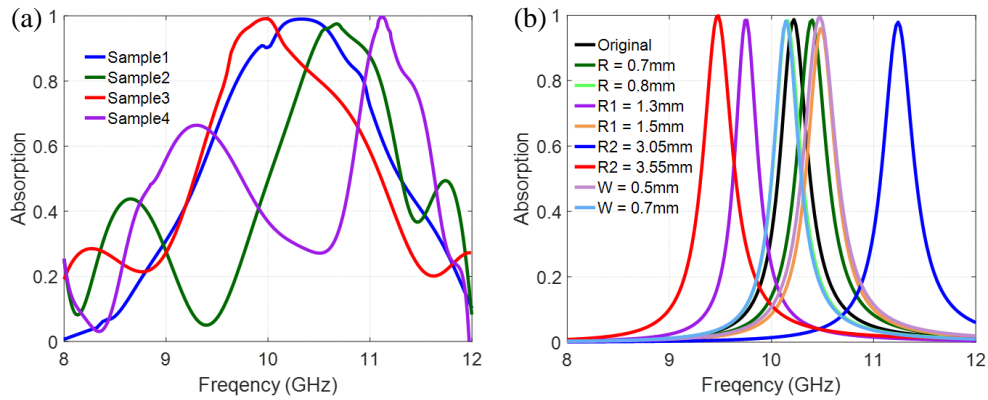 (a)
Absorption
1
0.8
0.6
0.4
0.2
0
Sample1
Sample2
Sample3
Sample4
8 9 10 11 12
Freqency (GHz)
(b)
Absorption
1
0.8
0.6
0.4
0.2
0
Original
R = 0.7mm
R = 0.8mm
R1 = 1.3mm
R1 = 1.5mm
R2 = 3.05mm
R2 = 3.55mm
W = 0.5mm
W = 0.7mm
8 9 10 11 12
Freqency (GHz)